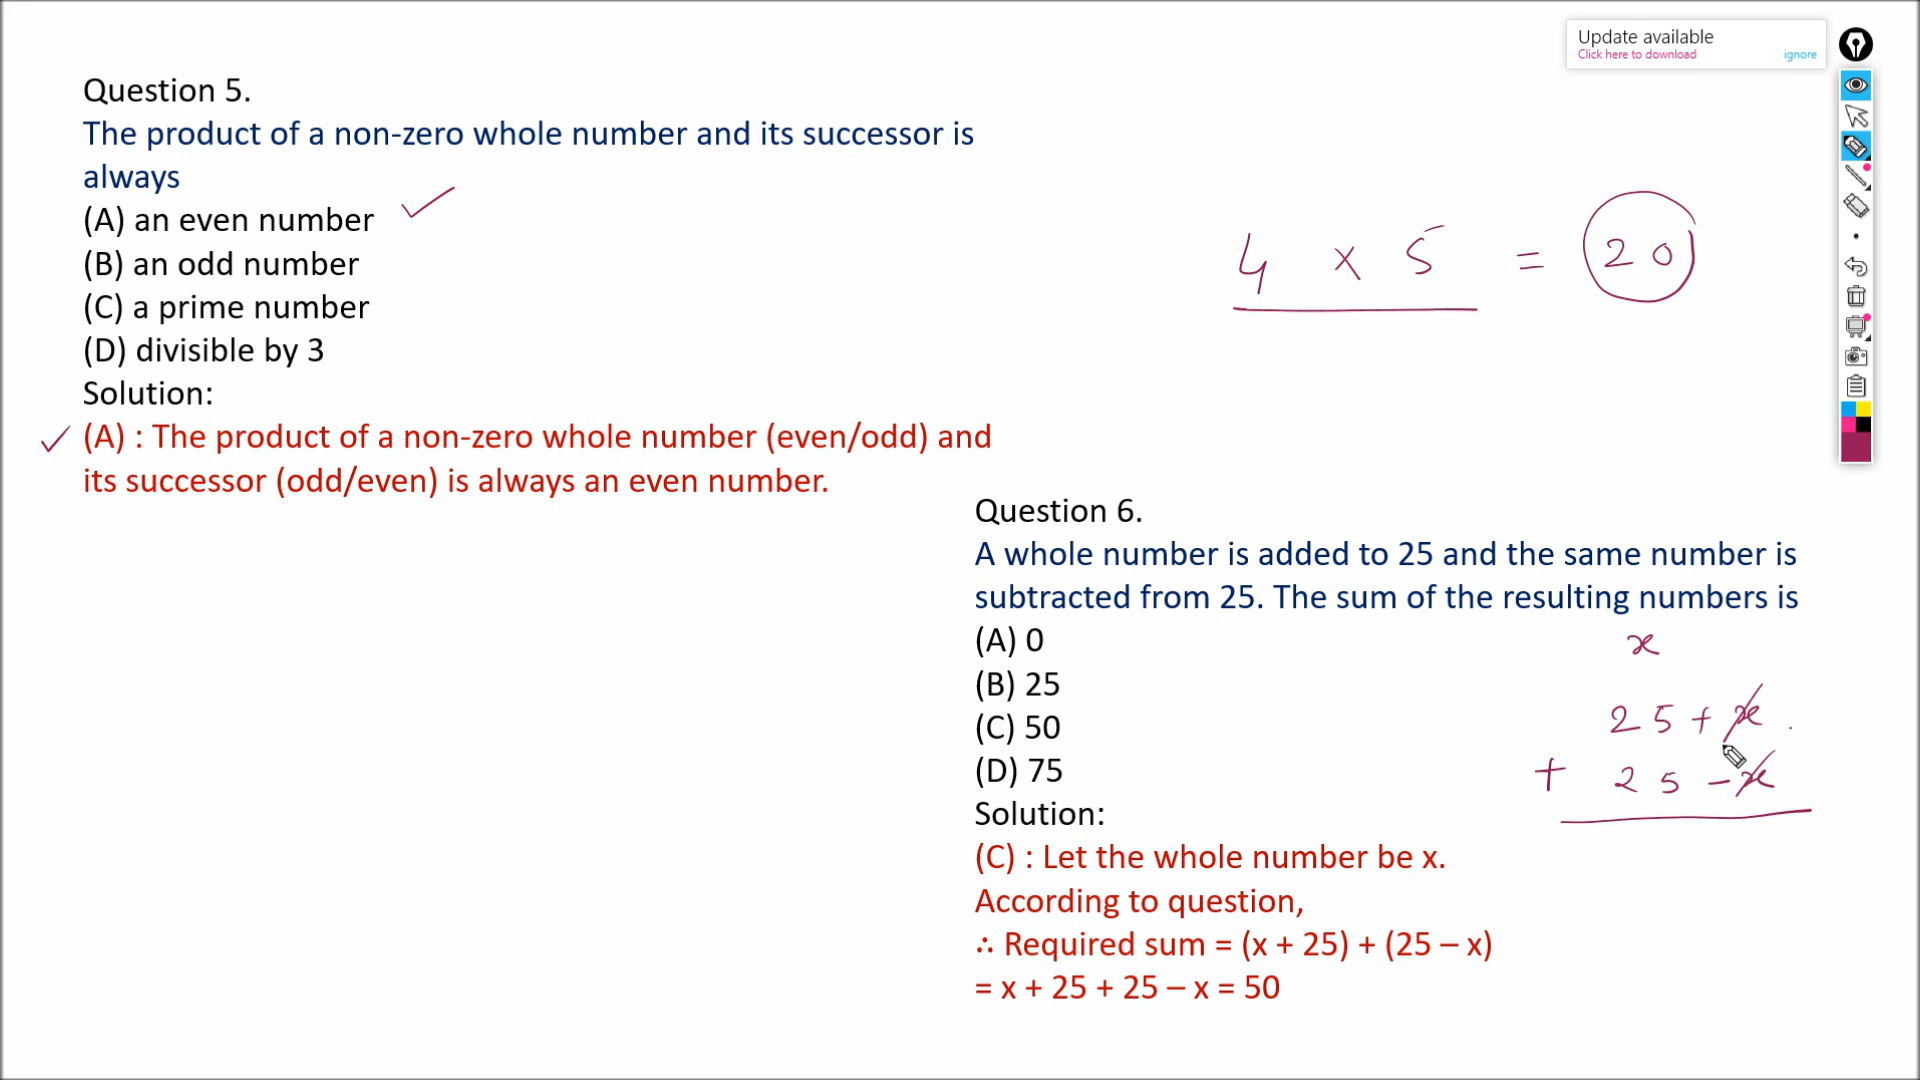 Update available
Click here to download ignore
Question 5.
The product of a non-zero whole number and its successor is
always
(A) an even number
(B) an odd number
(C) a prime number
(D) divisible by 3
Solution:
(A) : The product of a non-zero whole number (even/odd) and
its successor (odd/even) is always an even number.
4 x 5 = 20
Question 6.
A whole number is added to 25 and the same number is
subtracted from 25. The sum of the resulting numbers is
(A) 0
(B) 25
(C) 50
(D) 75
Solution:
(C) : Let the whole number be x.
According to question,
∴ Required sum = (x + 25) + (25 – x)
= x + 25 + 25 – x = 50
x
25 + x
+ 25 – x